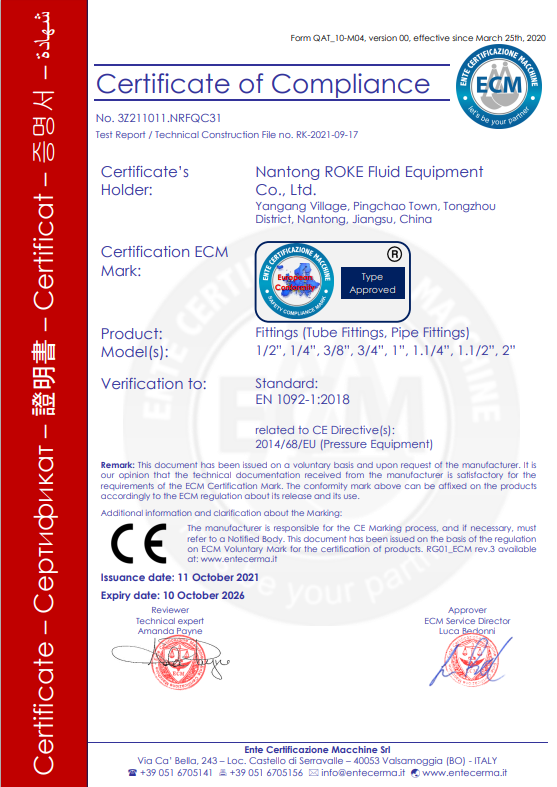 Form QAT_10-M04, version 00, effective since March 25th, 2020
ENTE CERTIFICAZIONE MACCHINE
ECM
let's be your partner
Certificate of Compliance
No. 3Z211011.NRFQC31
Test Report / Technical Construction File no. RK-2021-09-17
Certificate – Сертификат – 證明書 – Certificat – 증명서 – شهادة
Certificate's
Holder:
Nantong ROKE Fluid Equipment
Co., Ltd.
Yangang Village, Pingchao Town, Tongzhou
District, Nantong, Jiangsu, China
Certification ECM
Mark:
ENTE CERTIFICAZIONE MACCHINE
European
Conformity
SAFETY COMPLIANCE MARK
®
Type
Approved
Product:
Fittings (Tube Fittings, Pipe Fittings)
Model(s):
1/2", 1/4", 3/8", 3/4", 1", 1.1/4", 1.1/2", 2"
Verification to:
Standard:
EN 1092-1:2018
related to CE Directive(s):
2014/68/EU (Pressure Equipment)
Remark: This document has been issued on a voluntary basis and upon request of the manufacturer. It is
our opinion that the technical documentation received from the manufacturer is satisfactory for the
requirements of the ECM Certification Mark. The conformity mark above can be affixed on the products
accordingly to the ECM regulation about its release and its use.
Additional information and clarification about the Marking:
CE
The manufacturer is responsible for the CE Marking process, and if necessary, must
refer to a Notified Body. This document has been issued on the basis of the regulation
on ECM Voluntary Mark for the certification of products. RG01_ECM rev.3 available
at: www.entecerma.it
Issuance date: 11 October 2021
Expiry date: 10 October 2026
Reviewer
Technical expert
Amanda Payne
Approver
ECM Service Director
Luca Bedonni
Ente Certificazione Macchine Srl
Via Ca' Bella, 243 – Loc. Castello di Serravalle – 40053 Valsamoggia (BO) - ITALY
☎ +39 051 6705141 +39 051 6705156 ✉ info@entecerma.it www.entecerma.it